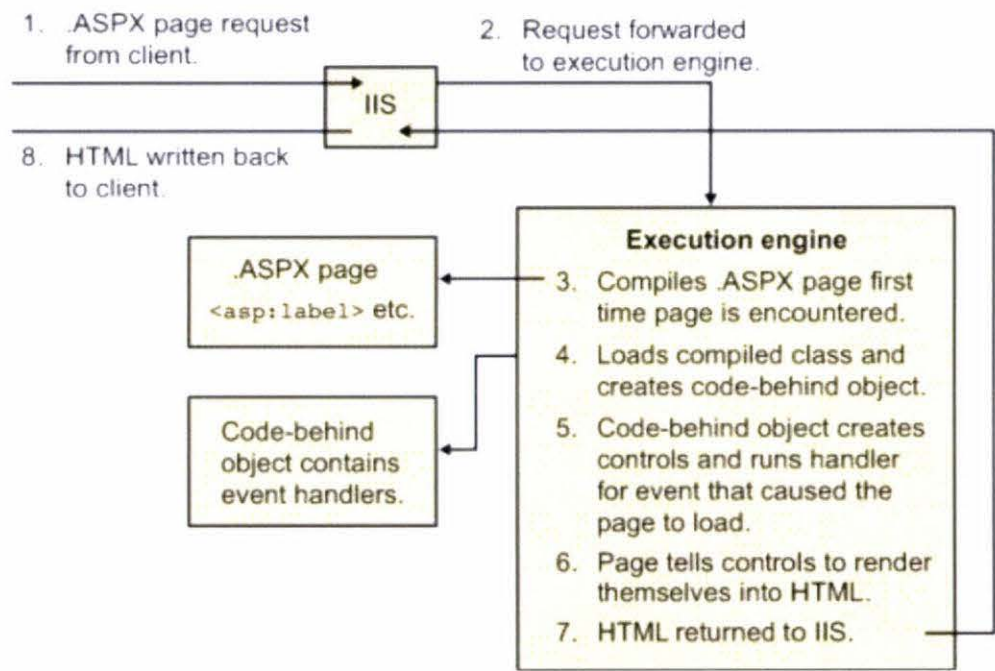 1. .ASPX page request
from client.
2. Request forwarded
to execution engine.
IIS
8. HTML written back
to client.
Execution engine
.ASPX page
<asp:label> etc.
3. Compiles .ASPX page first
time page is encountered.
4. Loads compiled class and
creates code-behind object.
Code-behind
object contains
event handlers.
5. Code-behind object creates
controls and runs handler
for event that caused the
page to load.
6. Page tells controls to render
themselves into HTML.
7. HTML returned to IIS.